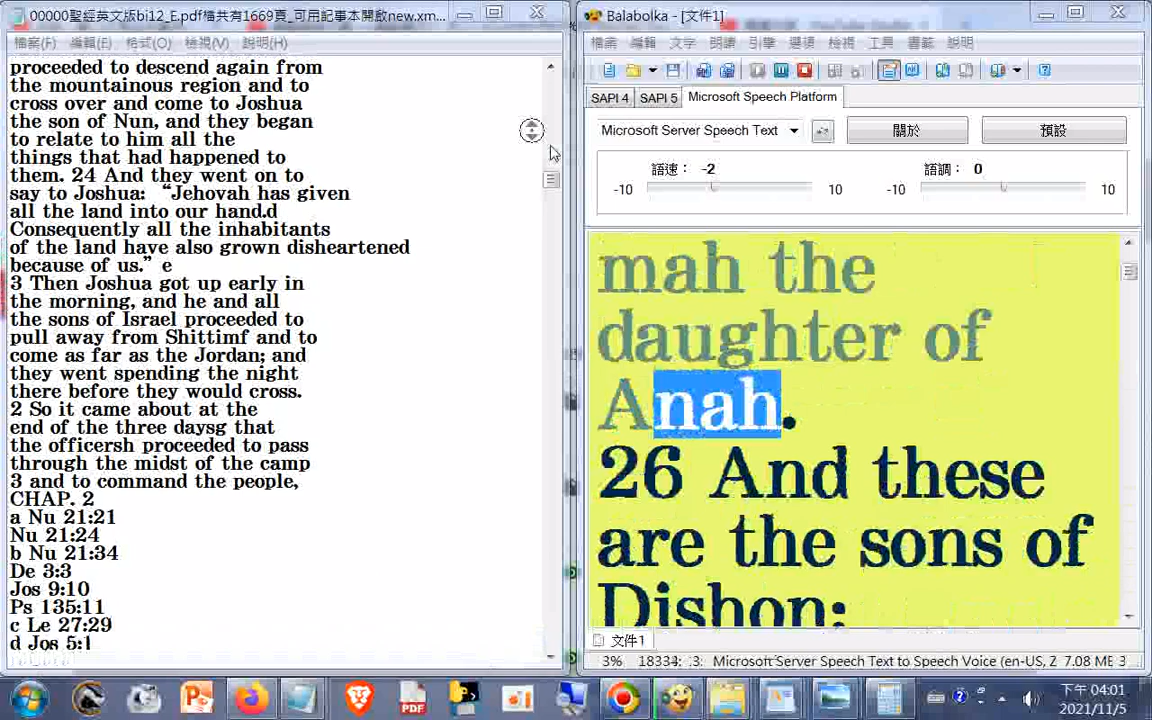 00000聖經英文版bi12_E.pdf檔共有1669頁_可用記事本開啟new.xm...
檔案(F) 編輯(E) 格式(O) 檢視(V) 說明(H)
proceeded to descend again from
the mountainous region and to
cross over and come to Joshua
the son of Nun, and they began
to relate to him all the
things that had happened to
them. 24 And they went on to
say to Joshua: “Jehovah has given
all the land into our hand.d
Consequently all the inhabitants
of the land have also grown disheartened
because of us.” e
3 Then Joshua got up early in
the morning, and he and all
the sons of Israel proceeded to
pull away from Shittimf and to
come as far as the Jordan; and
they went spending the night
there before they would cross.
2 So it came about at the
end of the three daysg that
the officersh proceeded to pass
through the midst of the camp
3 and to command the people,
CHAP. 2
a Nu 21:21
Nu 21:24
b Nu 21:34
De 3:3
Jos 9:10
Ps 135:11
c Le 27:29
d Jos 5:1
Balabolka - [文件1]
檔案 編輯 文字 朗讀 引擎 選項 檢視 工具 書籤 說明
SAPI 4 SAPI 5 Microsoft Speech Platform
Microsoft Server Speech Text 關於 預設
語速： -2 語調： 0
-10 10 -10 10
mah the
daughter of
Anah.
26 And these
are the sons of
Dishon:
文件1
3% Microsoft Server Speech Text to Speech Voice (en-US, 2 7.08 MB 3
下午 04:01
2021/11/5